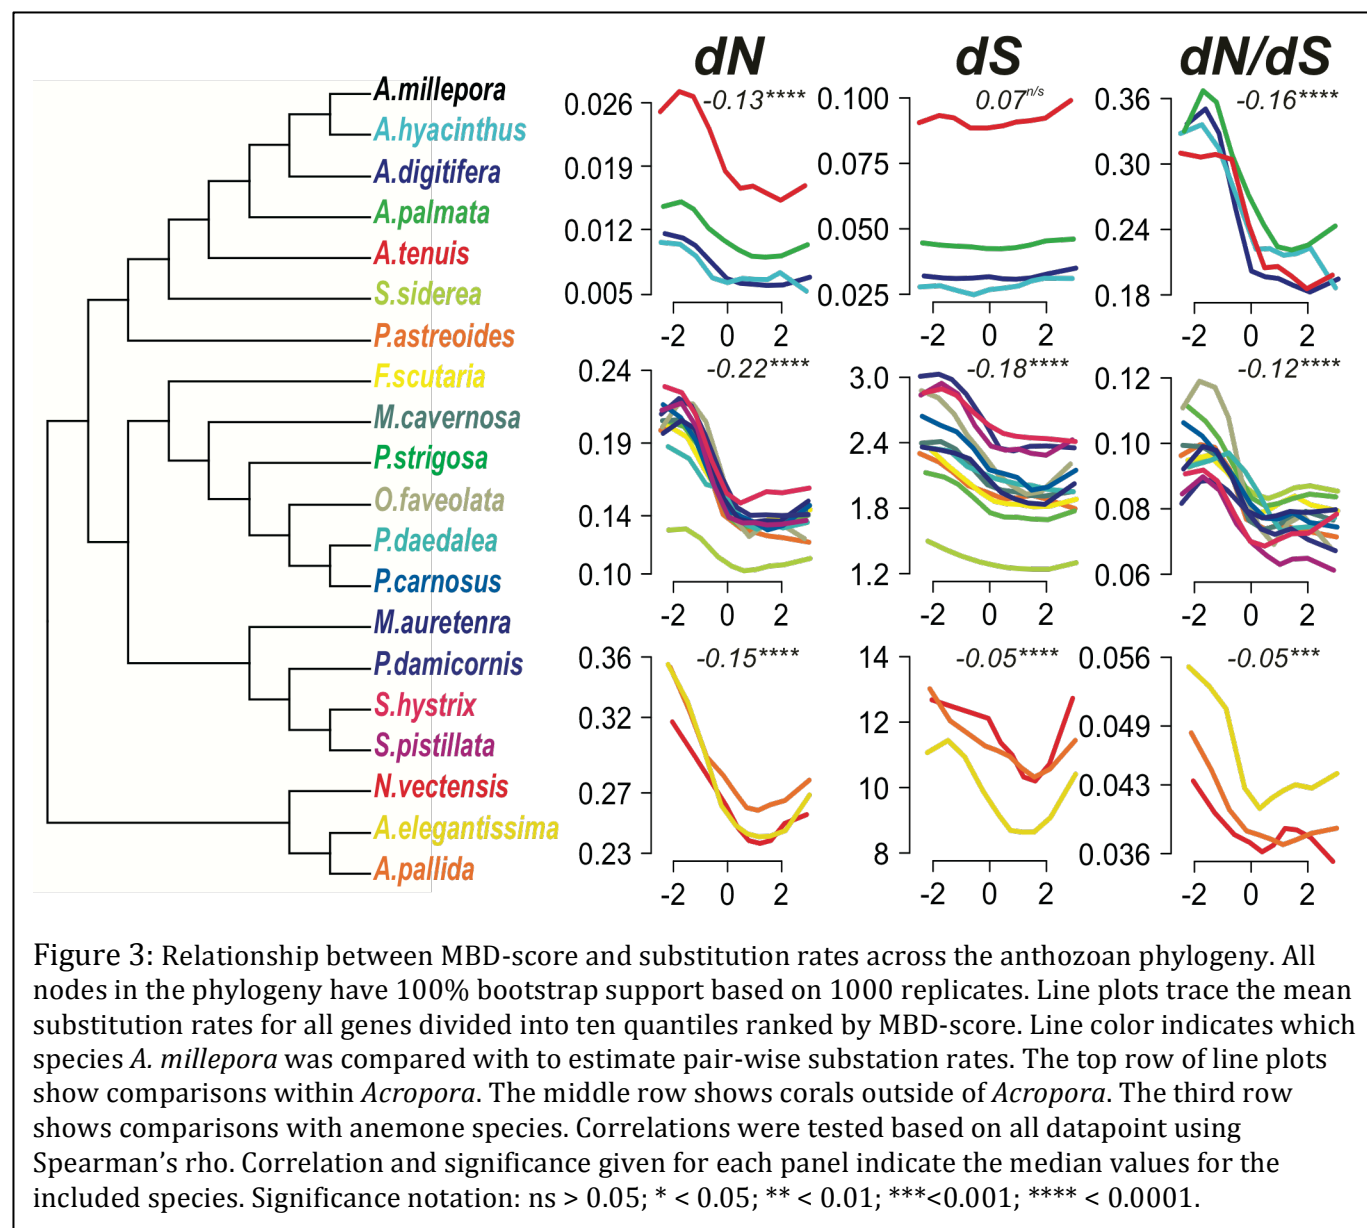 dN
dS
dN/dS
A.millepora
A.hyacinthus
A.digitifera
A.palmata
A.tenuis
S.siderea
P.astreoides
F.scutaria
M.cavernosa
P.strigosa
O.faveolata
P.daedalea
P.carnosus
M.auretenra
P.damicornis
S.hystrix
S.pistillata
N.vectensis
A.elegantissima
A.pallida
-0.13****
0.026
0.019
0.012
0.005
-2 0 2
0.07n/s
0.100
0.075
0.050
0.025
-2 0 2
-0.16****
0.36
0.30
0.24
0.18
-2 0 2
-0.22****
0.24
0.19
0.14
0.10
-2 0 2
-0.18****
3.0
2.4
1.8
1.2
-2 0 2
-0.12****
0.12
0.10
0.08
0.06
-2 0 2
-0.15****
0.36
0.32
0.27
0.23
-2 0 2
-0.05****
14
12
10
8
-2 0 2
-0.05***
0.056
0.049
0.043
0.036
-2 0 2
Figure 3: Relationship between MBD-score and substitution rates across the anthozoan phylogeny. All
nodes in the phylogeny have 100% bootstrap support based on 1000 replicates. Line plots trace the mean
substitution rates for all genes divided into ten quantiles ranked by MBD-score. Line color indicates which
species A. millepora was compared with to estimate pair-wise substation rates. The top row of line plots
show comparisons within Acropora. The middle row shows corals outside of Acropora. The third row
shows comparisons with anemone species. Correlations were tested based on all datapoint using
Spearman's rho. Correlation and significance given for each panel indicate the median values for the
included species. Significance notation: ns > 0.05; * < 0.05; ** < 0.01; ***<0.001; **** < 0.0001.